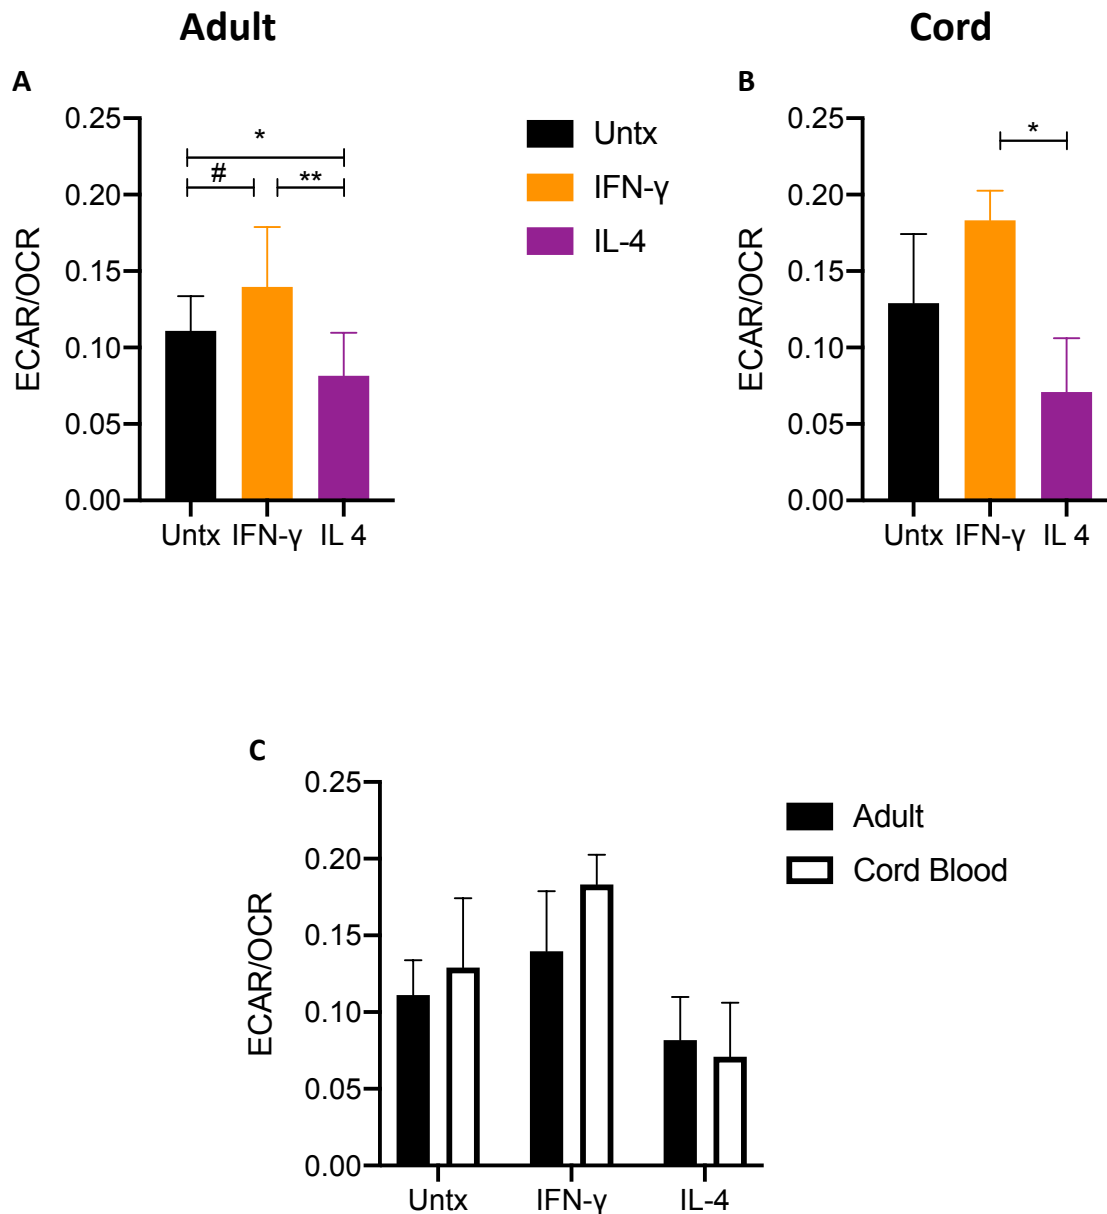 Adult
Cord
A
B
0.25
0.20
0.15
0.10
0.05
0.00
ECAR/OCR
*
#
**
Untx IFN-γ IL 4
Untx
IFN-γ
IL-4
0.25
0.20
0.15
0.10
0.05
0.00
ECAR/OCR
*
Untx IFN-γ IL 4
C
0.25
0.20
0.15
0.10
0.05
0.00
ECAR/OCR
Untx IFN-γ IL-4
Adult
Cord Blood